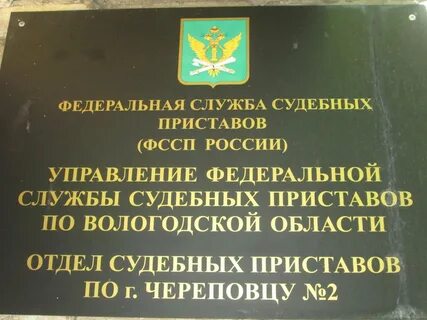 ФЕДЕРАЛЬНАЯ СЛУЖБА СУДЕБНЫХ
ПРИСТАВОВ
(ФССП РОССИИ)
УПРАВЛЕНИЕ ФЕДЕРАЛЬНОЙ
СЛУЖБЫ СУДЕБНЫХ ПРИСТАВОВ
ПО ВОЛОГОДСКОЙ ОБЛАСТИ
ОТДЕЛ СУДЕБНЫХ ПРИСТАВОВ
ПО г. ЧЕРЕПОВЦУ №2